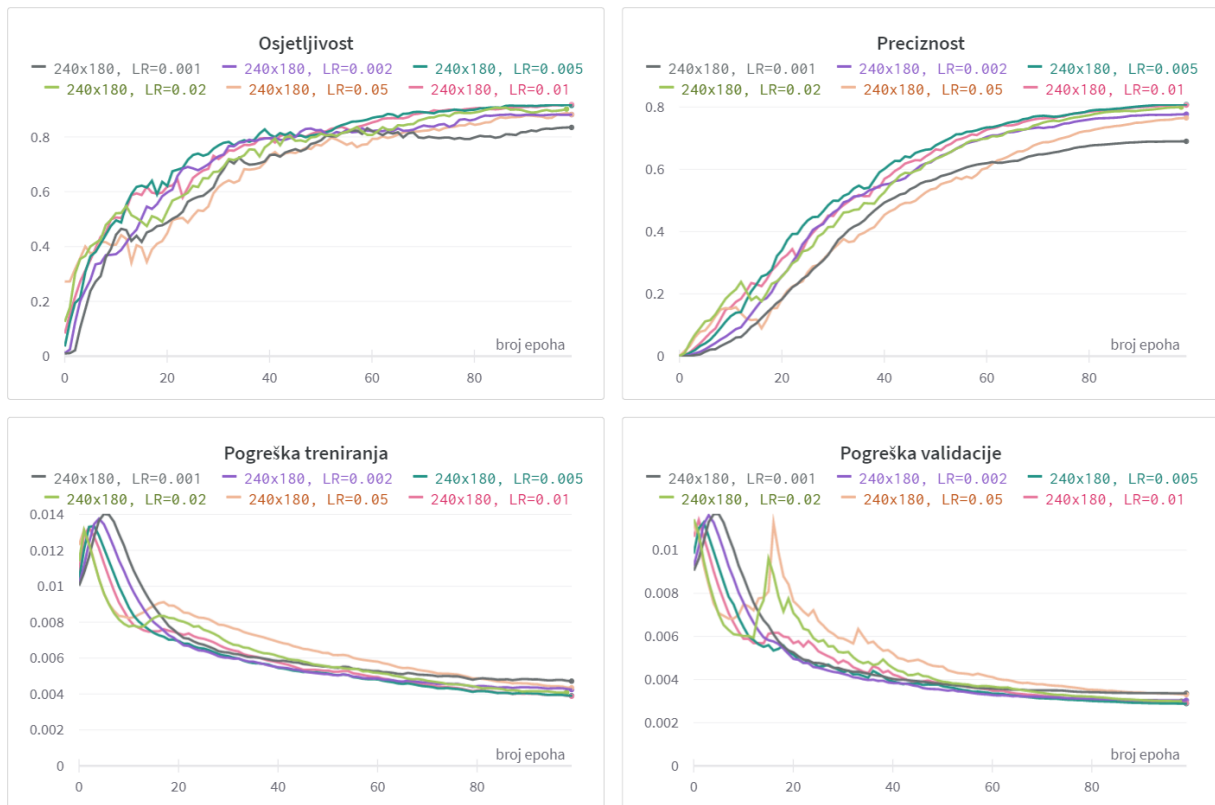 Osjetljivost
240x180, LR=0.001 240x180, LR=0.002 240x180, LR=0.005
240x180, LR=0.02 240x180, LR=0.05 240x180, LR=0.01
0.8
0.6
0.4
0.2
0
broj epoha
0 20 40 60 80
Preciznost
240x180, LR=0.001 240x180, LR=0.002 240x180, LR=0.005
240x180, LR=0.02 240x180, LR=0.05 240x180, LR=0.01
0.8
0.6
0.4
0.2
0
broj epoha
0 20 40 60 80
Pogreška treniranja
240x180, LR=0.001 240x180, LR=0.002 240x180, LR=0.005
240x180, LR=0.02 240x180, LR=0.05 240x180, LR=0.01
0.014
0.012
0.01
0.008
0.006
0.004
0.002
0
broj epoha
0 20 40 60 80
Pogreška validacije
240x180, LR=0.001 240x180, LR=0.002 240x180, LR=0.005
240x180, LR=0.02 240x180, LR=0.05 240x180, LR=0.01
0.01
0.008
0.006
0.004
0.002
0
broj epoha
0 20 40 60 80